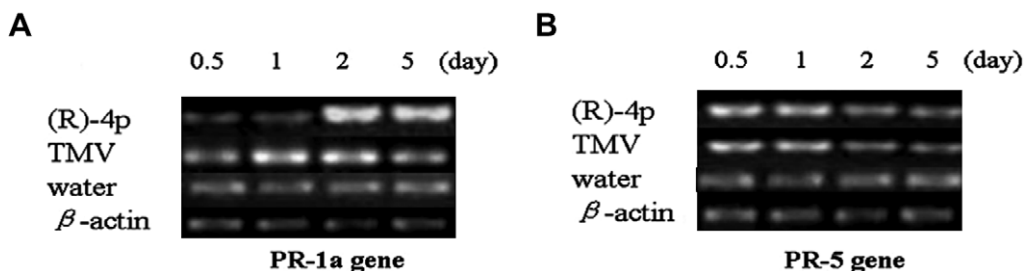 A
0.5 1 2 5 (day)
(R)-4p
TMV
water
β-actin
PR-1a gene
B
0.5 1 2 5 (day)
(R)-4p
TMV
water
β-actin
PR-5 gene